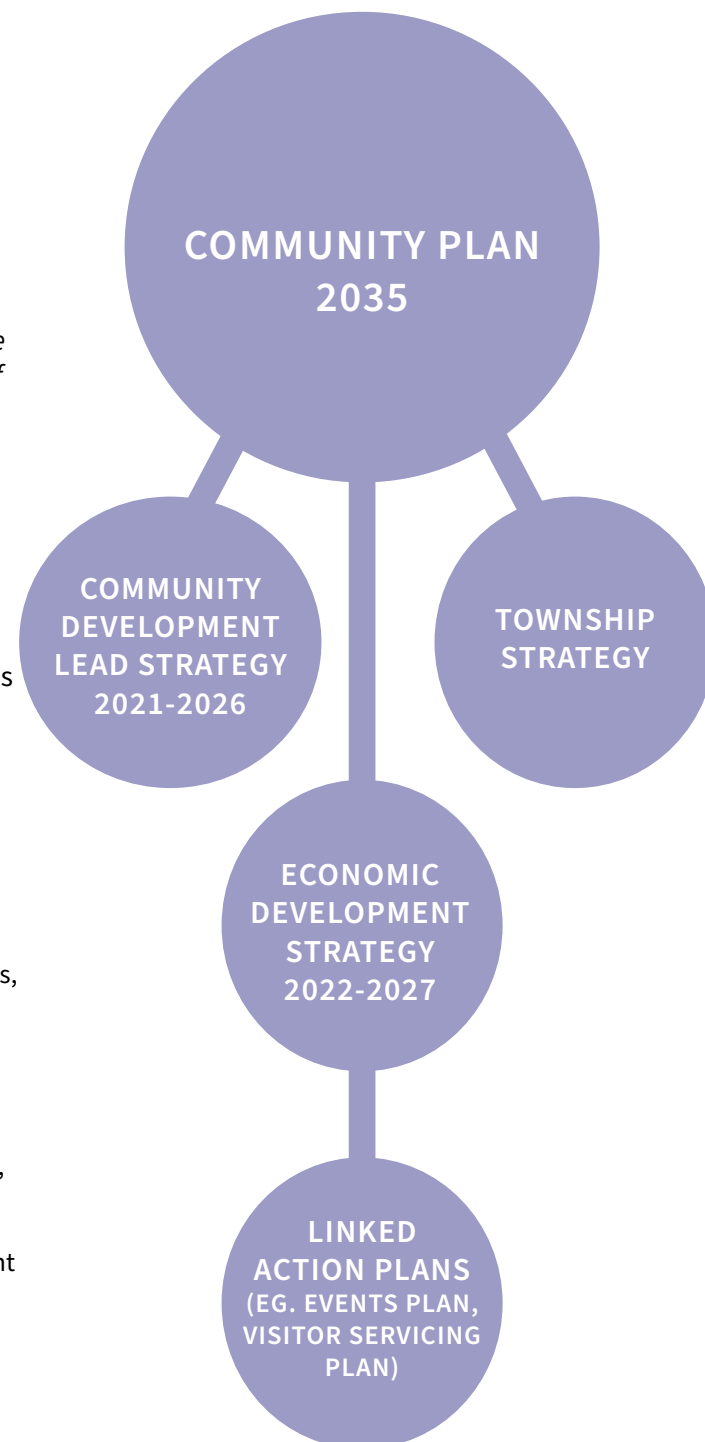 COMMUNITY PLAN
2035
COMMUNITY
DEVELOPMENT
LEAD STRATEGY
2021-2026
TOWNSHIP
STRATEGY
ECONOMIC
DEVELOPMENT
STRATEGY
2022-2027
LINKED
ACTION PLANS
(EG. EVENTS PLAN,
VISITOR SERVICING
PLAN)